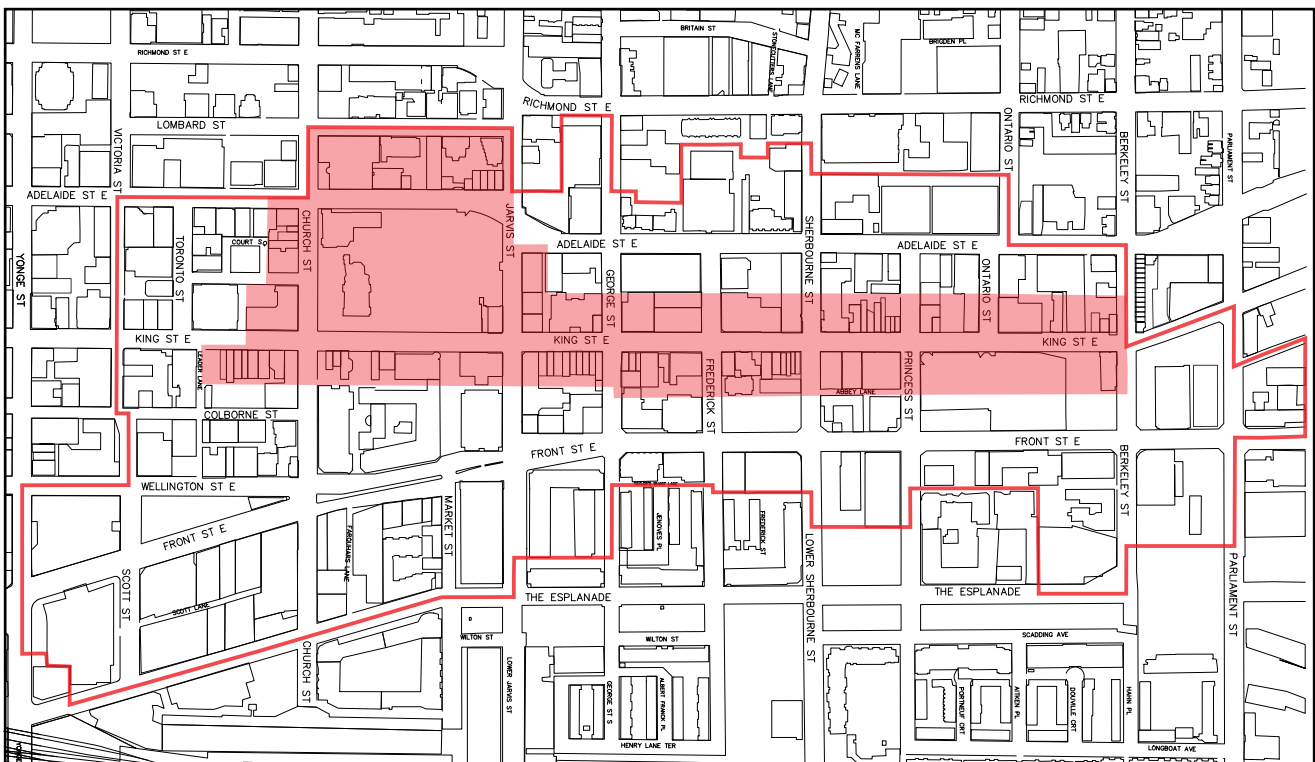 BRITAIN ST
STONECUTTERS LANE
MC FARRENS LANE
BRIGDEN PL
RICHMOND ST E
RICHMOND ST E
RICHMOND ST E
LOMBARD ST
VICTORIA ST
ONTARIO ST
BERKELEY ST
PARLIAMENT ST
ADELAIDE ST E
CHURCH ST
JARVIS ST
SHERBOURNE ST
TORONTO ST
COURT SQ
ADELAIDE ST E
ADELAIDE ST E
YONGE ST
GEORGE ST
ONTARIO ST
KING ST E
KING ST E
KING ST E
LEADER LANE
FREDERICK ST
PRINCESS ST
ABBEY LANE
COLBORNE ST
FRONT ST E
FRONT ST E
BERKELEY ST
WELLINGTON ST E
MARKET ST
FRONT ST E
FARQUHARS LANE
JENOVES PL
FREDERICK ST
LOWER SHERBOURNE ST
PARLIAMENT ST
SCOTT ST
SCOTT LANE
THE ESPLANADE
THE ESPLANADE
WILTON ST
WILTON ST
SCADDING AVE
CHURCH ST
LOWER JARVIS ST
GEORGE ST S
ALBERT FRANCK PL
PORTNEUF CRT
AITKEN PL
DOUVILLE CRT
HAHN PL
HENRY LANE TER
LONGBOAT AVE